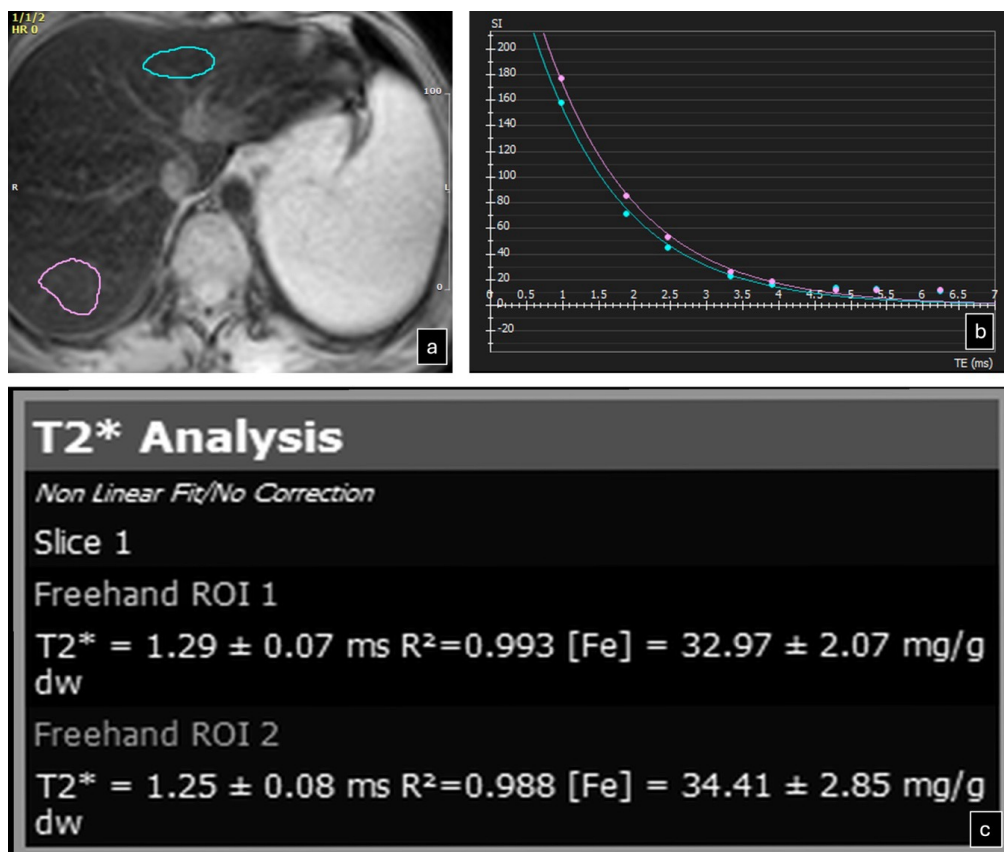 1/1/2
HR 0
R
100
L
0
a
SI
200
180
160
140
120
100
80
60
40
20
0
-20
0 0.5 1 1.5 2 2.5 3 3.5 4 4.5 5 5.5 6 6.5 7
TE (ms)
b
T2* Analysis
Non Linear Fit/No Correction
Slice 1
Freehand ROI 1
T2* = 1.29 ± 0.07 ms R²=0.993 [Fe] = 32.97 ± 2.07 mg/g
dw
Freehand ROI 2
T2* = 1.25 ± 0.08 ms R²=0.988 [Fe] = 34.41 ± 2.85 mg/g
dw
c